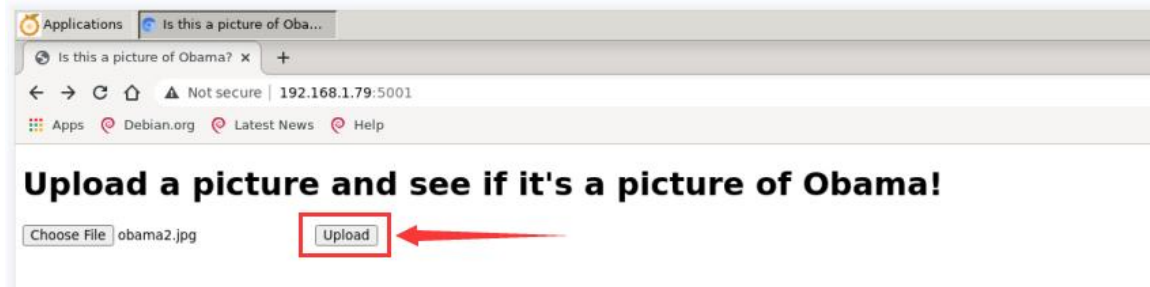 Applications Is this a picture of Oba...
Is this a picture of Obama? × +
Not secure | 192.168.1.79:5001
Apps Debian.org Latest News Help
Upload a picture and see if it's a picture of Obama!
Choose File obama2.jpg Upload